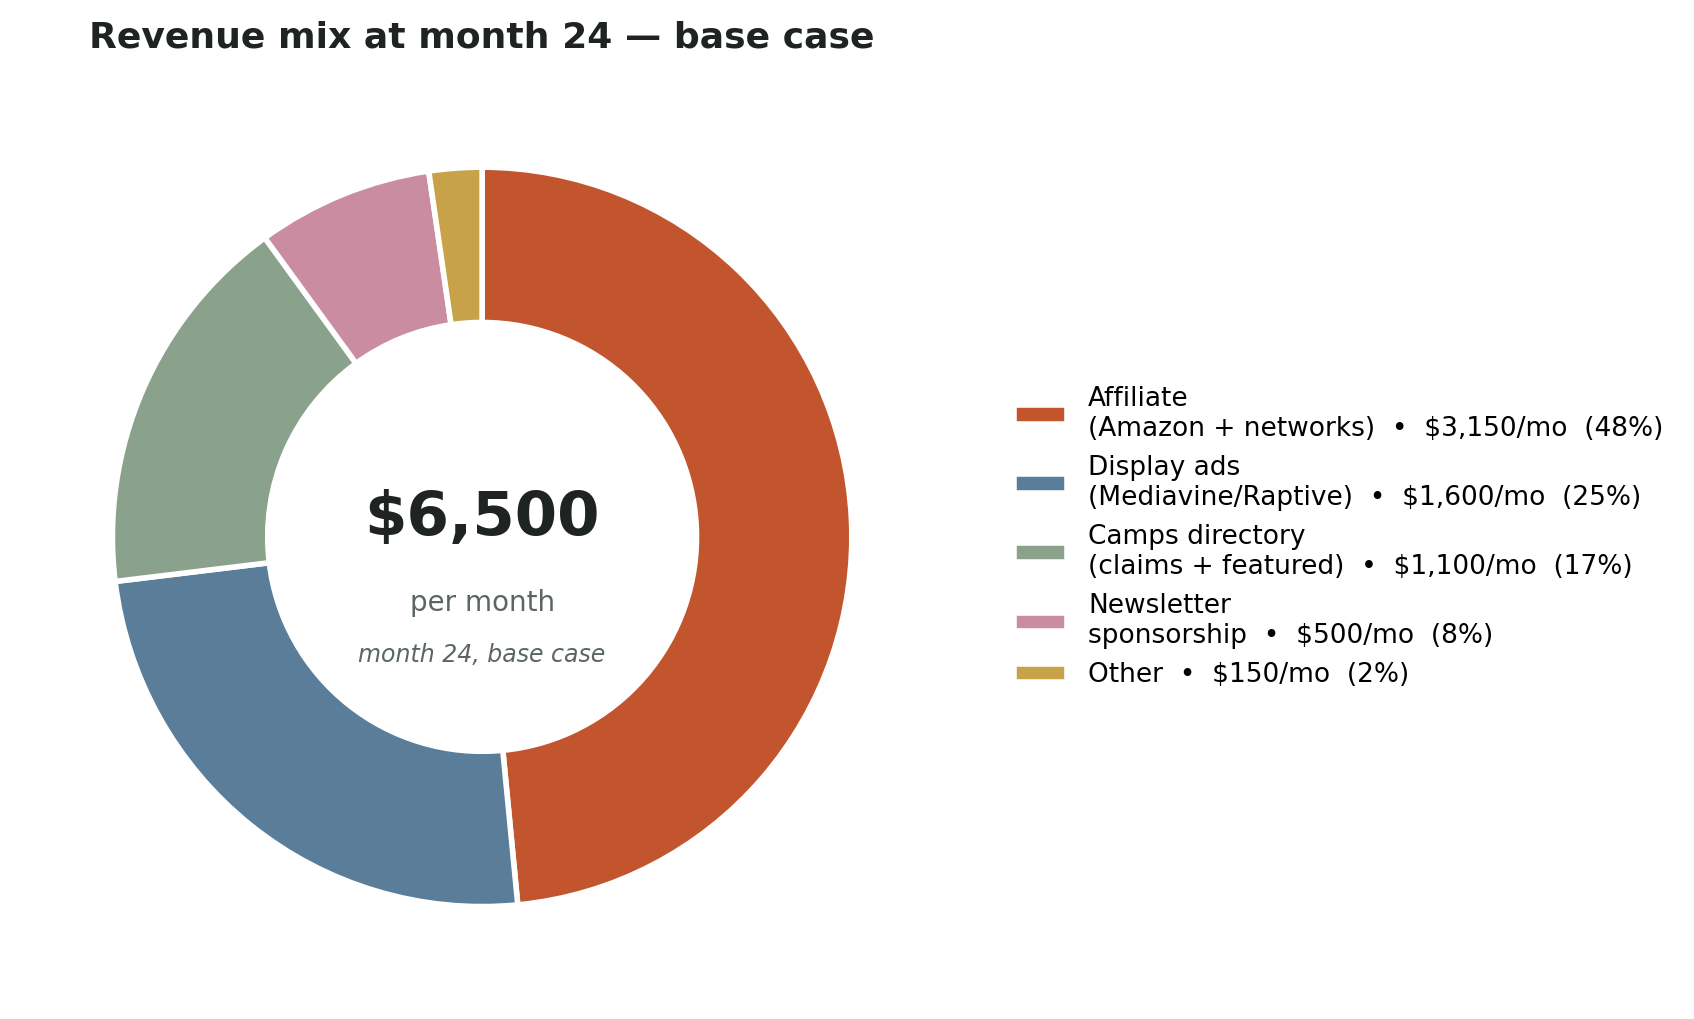 Revenue mix at month 24 — base case
$6,500
per month
month 24, base case
Affiliate
(Amazon + networks) • $3,150/mo (48%)
Display ads
(Mediavine/Raptive) • $1,600/mo (25%)
Camps directory
(claims + featured) • $1,100/mo (17%)
Newsletter
sponsorship • $500/mo (8%)
Other • $150/mo (2%)